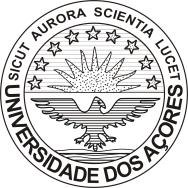 SICUT AURORA SCIENTIA LUCET
UNIVERSIDADE DOS AÇORES